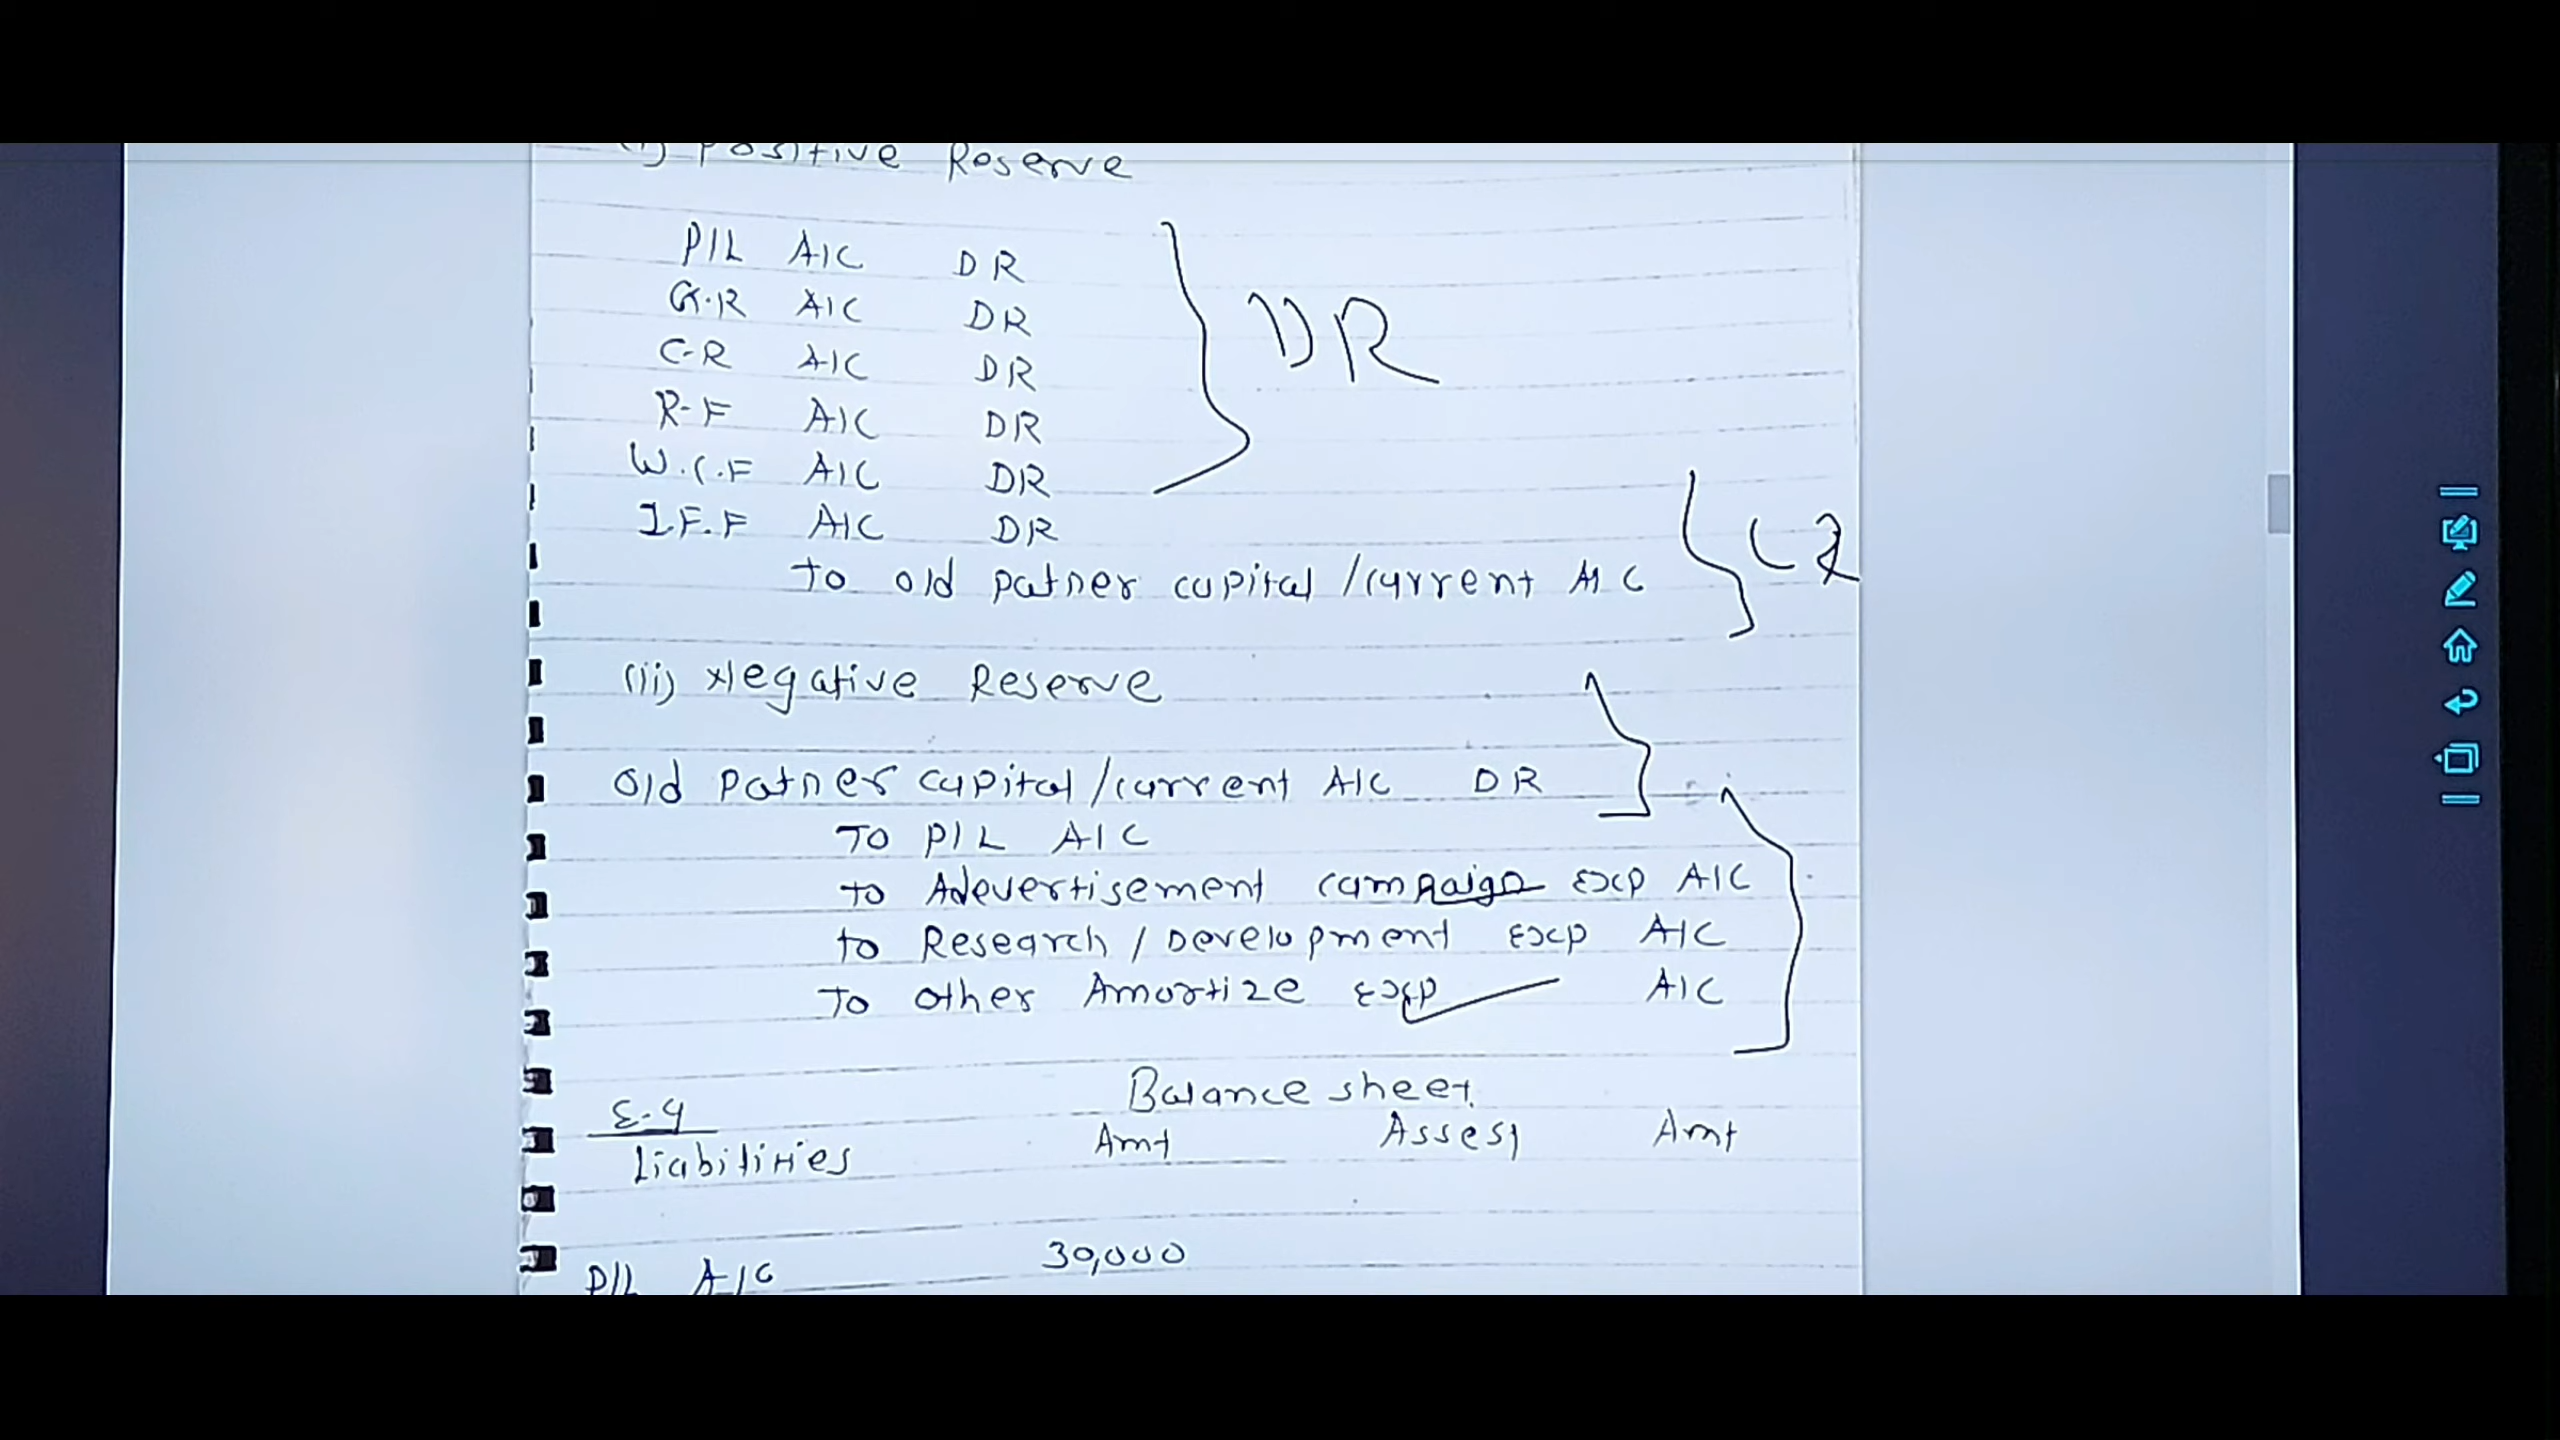 (i) Positive Reserve
P/L A/C DR
G.R A/C DR
C-R A/C DR
R-F A/C DR
W.C.F A/C DR
I.F.F A/C DR
DR
To old patner capital/current A/C
CR
(ii) Negative Reserve
old patner capital/current A/C DR
To P/L A/C
to Adevertisement campaign exp A/C
to Research/Development exp A/C
To other Amortize exp A/C
Balance sheet.
E-g
Liabilities Amt Assest Amt
P/L A/C 30,000